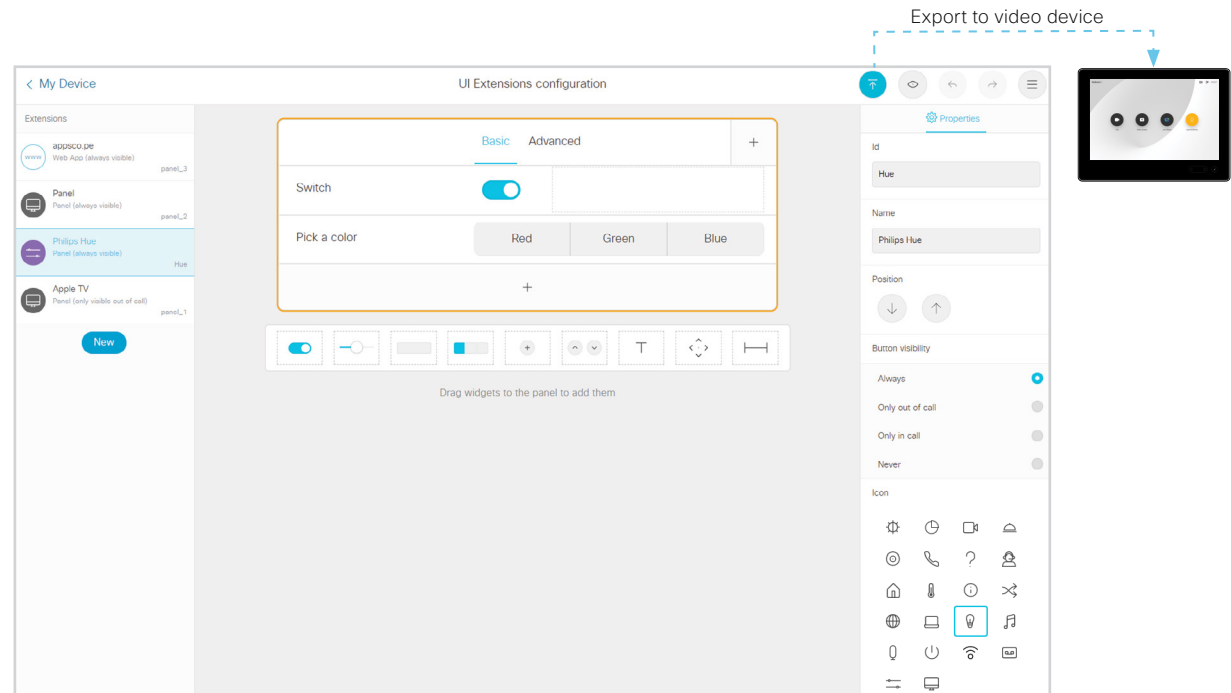 Export to video device
My Device
UI Extensions configuration
Extensions
appsco.pe
www
Web App (always visible)
panel_3
Panel
Panel (always visible)
panel_2
Philips Hue
Panel (always visible)
Hue
Apple TV
Panel (only visible out of call)
panel_1
New
Basic Advanced
Switch
Pick a color Red Green Blue
T
Drag widgets to the panel to add them
Properties
Id
Hue
Name
Philips Hue
Position
Button visibility
Always
Only out of call
Only in call
Never
Icon